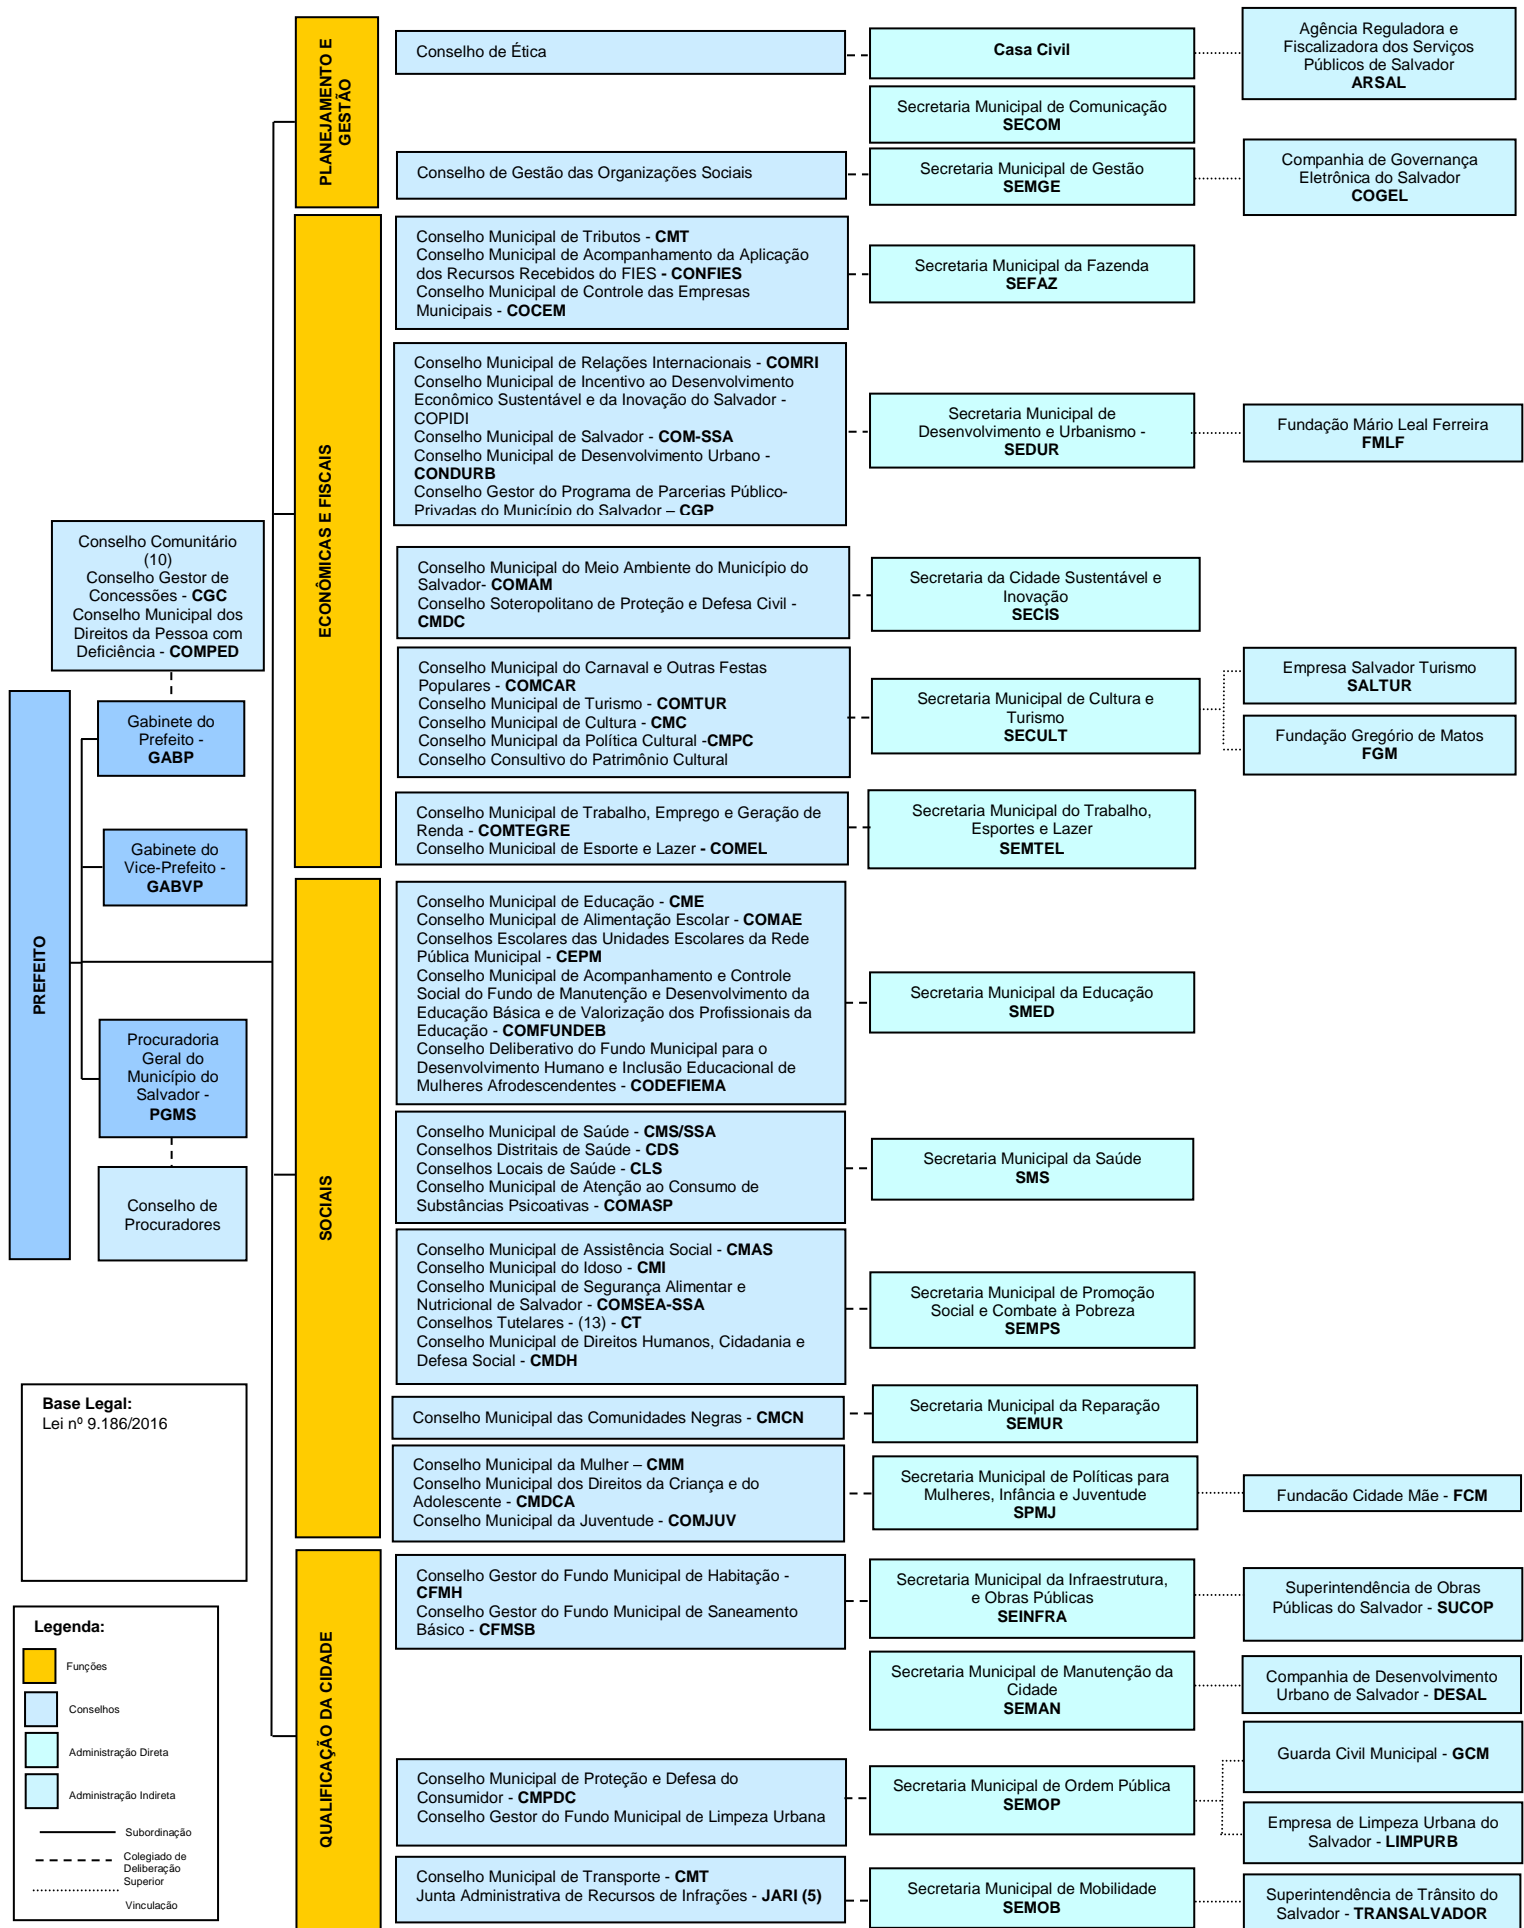 PLANEJAMENTO E
GESTÃO
Conselho de Ética
Casa Civil
Agência Reguladora e
Fiscalizadora dos Serviços
Públicos de Salvador
ARSAL
Secretaria Municipal de Comunicação
SECOM
Conselho de Gestão das Organizações Sociais
Secretaria Municipal de Gestão
SEMGE
Companhia de Governança
Eletrônica do Salvador
COGEL
ECONÔMICAS E FISCAIS
Conselho Municipal de Tributos - CMT
Conselho Municipal de Acompanhamento da Aplicação
dos Recursos Recebidos do FIES - CONFIES
Conselho Municipal de Controle das Empresas
Municipais - COCEM
Secretaria Municipal da Fazenda
SEFAZ
Conselho Municipal de Relações Internacionais - COMRI
Conselho Municipal de Incentivo ao Desenvolvimento
Econômico Sustentável e da Inovação do Salvador -
COPIDI
Conselho Municipal de Salvador - COM-SSA
Conselho Municipal de Desenvolvimento Urbano -
CONDURB
Conselho Gestor do Programa de Parcerias Público-
Privadas do Município do Salvador – CGP
Secretaria Municipal de
Desenvolvimento e Urbanismo -
SEDUR
Fundação Mário Leal Ferreira
FMLF
Conselho Municipal do Meio Ambiente do Município do
Salvador- COMAM
Conselho Soteropolitano de Proteção e Defesa Civil -
CMDC
Secretaria da Cidade Sustentável e
Inovação
SECIS
Conselho Municipal do Carnaval e Outras Festas
Populares - COMCAR
Conselho Municipal de Turismo - COMTUR
Conselho Municipal de Cultura - CMC
Conselho Municipal da Política Cultural -CMPC
Conselho Consultivo do Patrimônio Cultural
Secretaria Municipal de Cultura e
Turismo
SECULT
Empresa Salvador Turismo
SALTUR
Fundação Gregório de Matos
FGM
Conselho Municipal de Trabalho, Emprego e Geração de
Renda - COMTEGRE
Conselho Municipal de Esporte e Lazer - COMEL
Secretaria Municipal do Trabalho,
Esportes e Lazer
SEMTEL
Conselho Comunitário
(10)
Conselho Gestor de
Concessões - CGC
Conselho Municipal dos
Direitos da Pessoa com
Deficiência - COMPED
PREFEITO
Gabinete do
Prefeito -
GABP
Gabinete do
Vice-Prefeito -
GABVP
Procuradoria
Geral do
Município do
Salvador -
PGMS
Conselho de
Procuradores
SOCIAIS
Conselho Municipal de Educação - CME
Conselho Municipal de Alimentação Escolar - COMAE
Conselhos Escolares das Unidades Escolares da Rede
Pública Municipal - CEPM
Conselho Municipal de Acompanhamento e Controle
Social do Fundo de Manutenção e Desenvolvimento da
Educação Básica e de Valorização dos Profissionais da
Educação - COMFUNDEB
Conselho Deliberativo do Fundo Municipal para o
Desenvolvimento Humano e Inclusão Educacional de
Mulheres Afrodescendentes - CODEFIEMA
Secretaria Municipal da Educação
SMED
Conselho Municipal de Saúde - CMS/SSA
Conselhos Distritais de Saúde - CDS
Conselhos Locais de Saúde - CLS
Conselho Municipal de Atenção ao Consumo de
Substâncias Psicoativas - COMASP
Secretaria Municipal da Saúde
SMS
Conselho Municipal de Assistência Social - CMAS
Conselho Municipal do Idoso - CMI
Conselho Municipal de Segurança Alimentar e
Nutricional de Salvador - COMSEA-SSA
Conselhos Tutelares - (13) - CT
Conselho Municipal de Direitos Humanos, Cidadania e
Defesa Social - CMDH
Secretaria Municipal de Promoção
Social e Combate à Pobreza
SEMPS
Conselho Municipal das Comunidades Negras - CMCN
Secretaria Municipal da Reparação
SEMUR
Conselho Municipal da Mulher – CMM
Conselho Municipal dos Direitos da Criança e do
Adolescente - CMDCA
Conselho Municipal da Juventude - COMJUV
Secretaria Municipal de Políticas para
Mulheres, Infância e Juventude
SPMJ
Fundacão Cidade Mãe - FCM
Base Legal:
Lei nº 9.186/2016
QUALIFICAÇÃO DA CIDADE
Conselho Gestor do Fundo Municipal de Habitação -
CFMH
Conselho Gestor do Fundo Municipal de Saneamento
Básico - CFMSB
Secretaria Municipal da Infraestrutura,
e Obras Públicas
SEINFRA
Superintendência de Obras
Públicas do Salvador - SUCOP
Secretaria Municipal de Manutenção da
Cidade
SEMAN
Companhia de Desenvolvimento
Urbano de Salvador - DESAL
Conselho Municipal de Proteção e Defesa do
Consumidor - CMPDC
Conselho Gestor do Fundo Municipal de Limpeza Urbana
Secretaria Municipal de Ordem Pública
SEMOP
Guarda Civil Municipal - GCM
Empresa de Limpeza Urbana do
Salvador - LIMPURB
Conselho Municipal de Transporte - CMT
Junta Administrativa de Recursos de Infrações - JARI (5)
Secretaria Municipal de Mobilidade
SEMOB
Superintendência de Trânsito do
Salvador - TRANSALVADOR
Legenda:
Funções
Conselhos
Administração Direta
Administração Indireta
Subordinação
Colegiado de
Deliberação
Superior
Vinculação